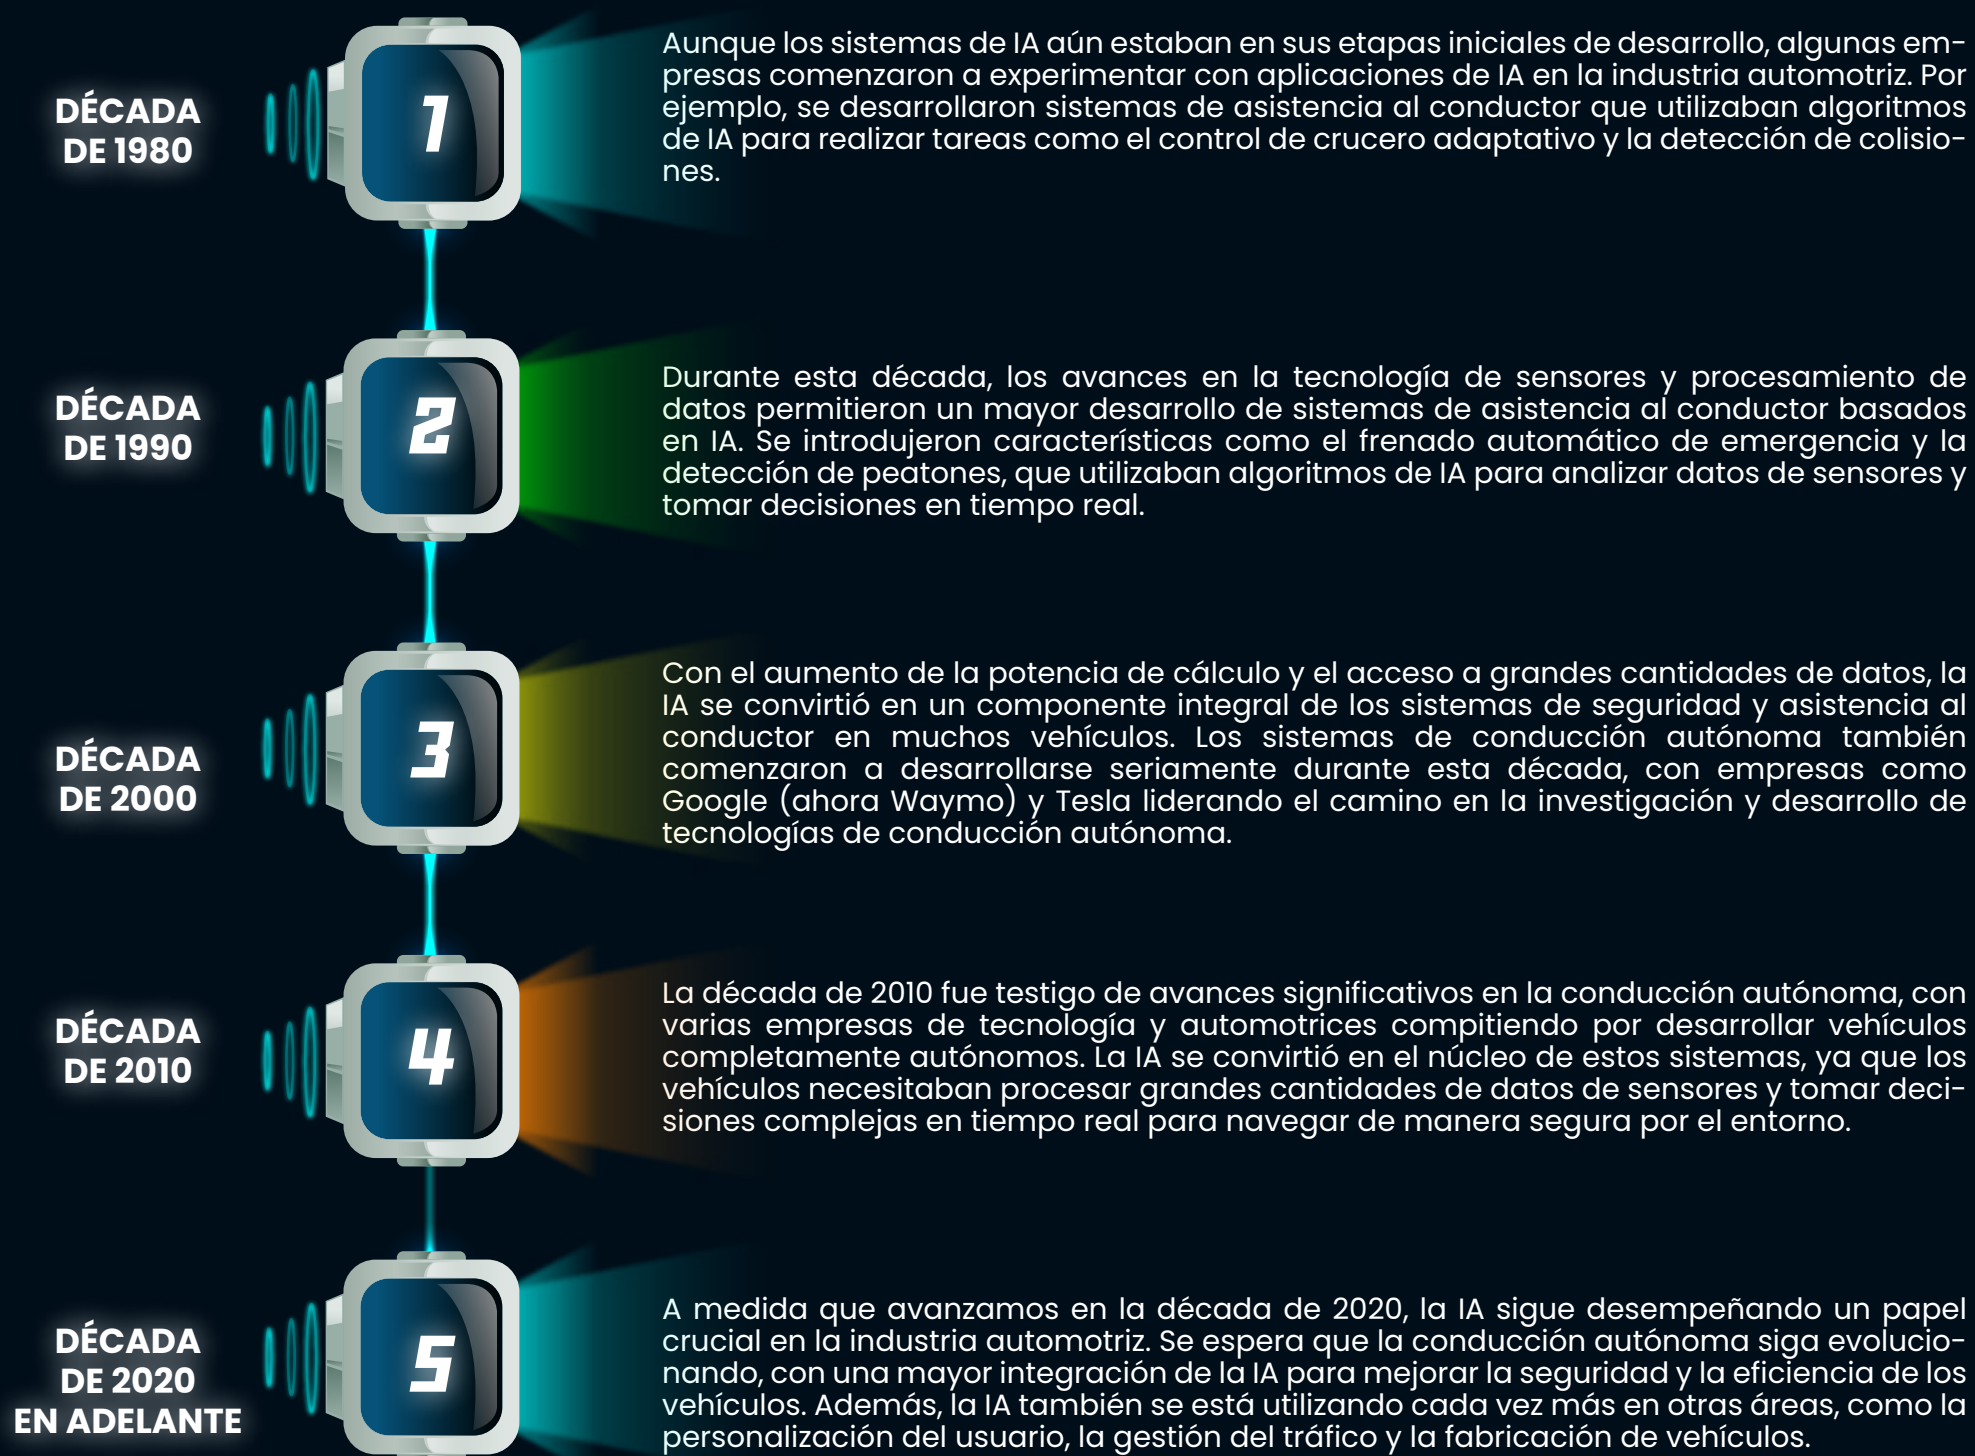 DÉCADA
DE 1980
1
Aunque los sistemas de IA aún estaban en sus etapas iniciales de desarrollo, algunas em-
presas comenzaron a experimentar con aplicaciones de IA en la industria automotriz. Por
ejemplo, se desarrollaron sistemas de asistencia al conductor que utilizaban algoritmos
de IA para realizar tareas como el control de crucero adaptativo y la detección de colisio-
nes.
DÉCADA
DE 1990
2
Durante esta década, los avances en la tecnología de sensores y procesamiento de
datos permitieron un mayor desarrollo de sistemas de asistencia al conductor basados
en IA. Se introdujeron características como el frenado automático de emergencia y la
detección de peatones, que utilizaban algoritmos de IA para analizar datos de sensores y
tomar decisiones en tiempo real.
DÉCADA
DE 2000
3
Con el aumento de la potencia de cálculo y el acceso a grandes cantidades de datos, la
IA se convirtió en un componente integral de los sistemas de seguridad y asistencia al
conductor en muchos vehículos. Los sistemas de conducción autónoma también
comenzaron a desarrollarse seriamente durante esta década, con empresas como
Google (ahora Waymo) y Tesla liderando el camino en la investigación y desarrollo de
tecnologías de conducción autónoma.
DÉCADA
DE 2010
4
La década de 2010 fue testigo de avances significativos en la conducción autónoma, con
varias empresas de tecnología y automotrices compitiendo por desarrollar vehículos
completamente autónomos. La IA se convirtió en el núcleo de estos sistemas, ya que los
vehículos necesitaban procesar grandes cantidades de datos de sensores y tomar deci-
siones complejas en tiempo real para navegar de manera segura por el entorno.
DÉCADA
DE 2020
EN ADELANTE
5
A medida que avanzamos en la década de 2020, la IA sigue desempeñando un papel
crucial en la industria automotriz. Se espera que la conducción autónoma siga evolucio-
nando, con una mayor integración de la IA para mejorar la seguridad y la eficiencia de los
vehículos. Además, la IA también se está utilizando cada vez más en otras áreas, como la
personalización del usuario, la gestión del tráfico y la fabricación de vehículos.